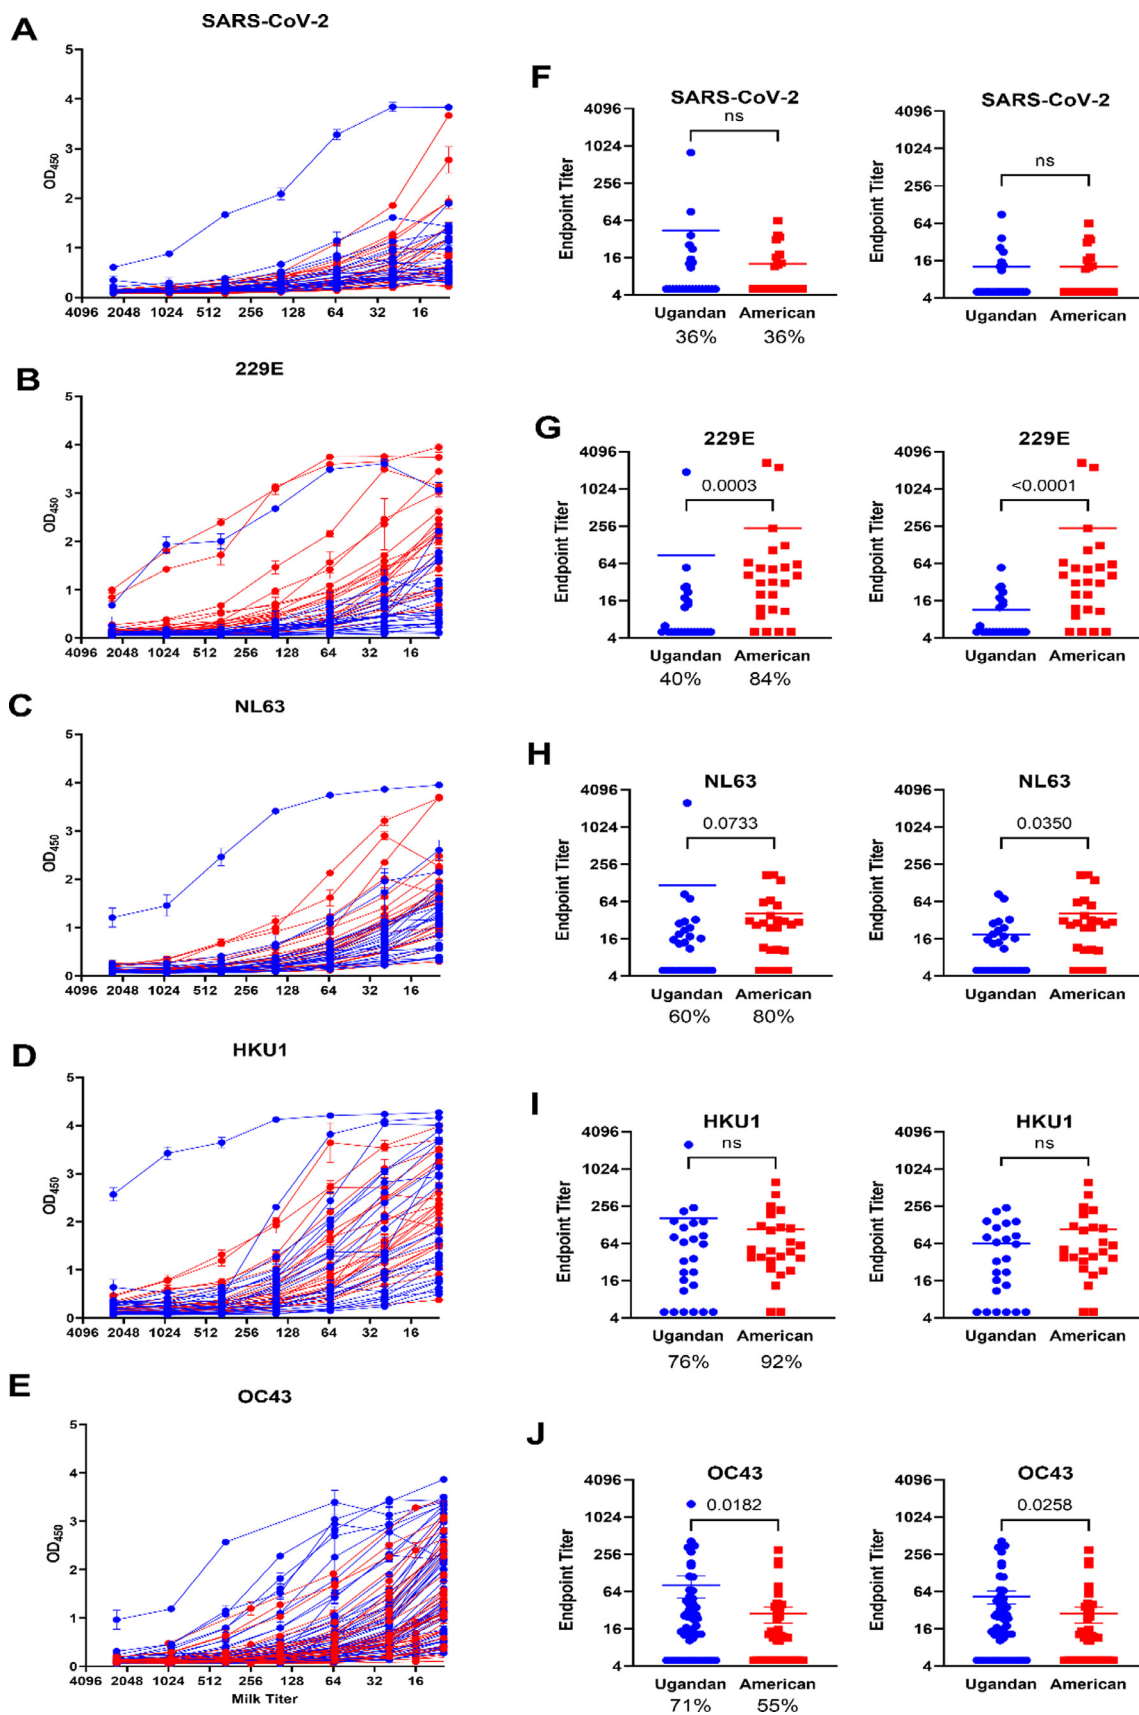 A
SARS-CoV-2
5
4
3
2
1
0
OD450
4096 2048 1024 512 256 128 64 32 16
B
229E
5
4
3
2
1
0
OD450
4096 2048 1024 512 256 128 64 32 16
C
NL63
5
4
3
2
1
0
OD450
4096 2048 1024 512 256 128 64 32 16
D
HKU1
5
4
3
2
1
0
OD450
4096 2048 1024 512 256 128 64 32 16
E
OC43
5
4
3
2
1
0
OD450
4096 2048 1024 512 256 128 64 32 16
Milk Titer
F
SARS-CoV-2
ns
4096
1024
256
64
16
4
Endpoint Titer
Ugandan American
36% 36%
SARS-CoV-2
ns
4096
1024
256
64
16
4
Endpoint Titer
Ugandan American
G
229E
0.0003
4096
1024
256
64
16
4
Endpoint Titer
Ugandan American
40% 84%
229E
<0.0001
4096
1024
256
64
16
4
Endpoint Titer
Ugandan American
H
NL63
0.0733
4096
1024
256
64
16
4
Endpoint Titer
Ugandan American
60% 80%
NL63
0.0350
4096
1024
256
64
16
4
Endpoint Titer
Ugandan American
I
HKU1
ns
4096
1024
256
64
16
4
Endpoint Titer
Ugandan American
76% 92%
HKU1
ns
4096
1024
256
64
16
4
Endpoint Titer
Ugandan American
J
OC43
0.0182
4096
1024
256
64
16
4
Endpoint Titer
Ugandan American
71% 55%
OC43
0.0258
4096
1024
256
64
16
4
Endpoint Titer
Ugandan American